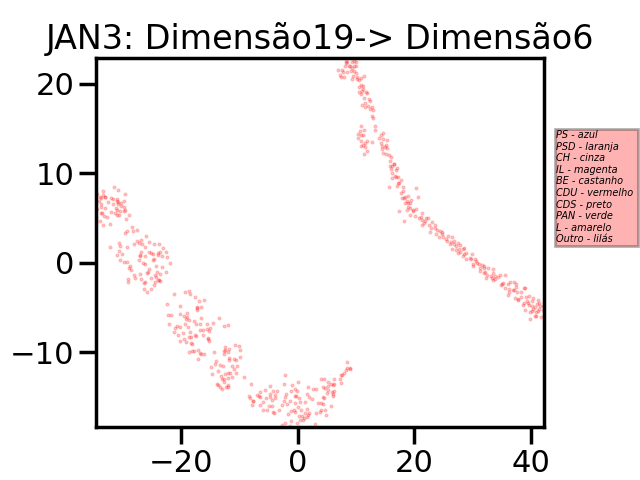 JAN3: Dimensão19-> Dimensão6
20
10
0
−10
−20
0
20
40
PS - azul
PSD - laranja
CH - cinza
IL - magenta
BE - castanho
CDU - vermelho
CDS - preto
PAN - verde
L - amarelo
Outro - lilás